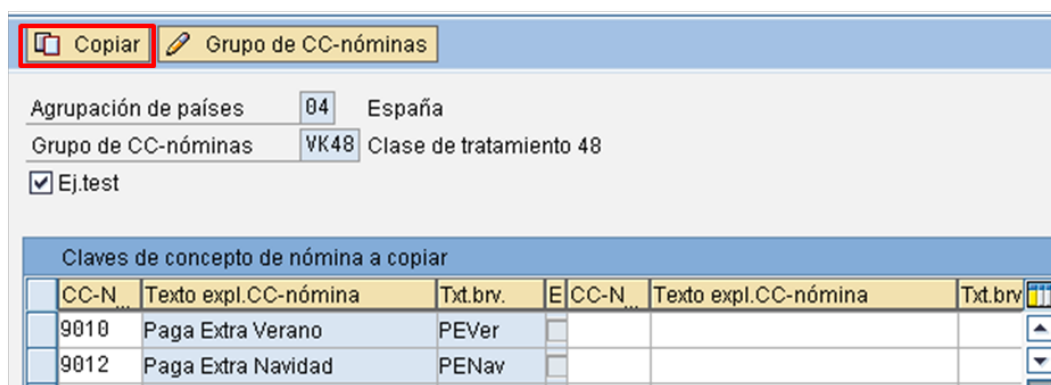 Copiar Grupo de CC-nóminas
Agrupación de países 04 España
Grupo de CC-nóminas VK48 Clase de tratamiento 48
Ej.test
Claves de concepto de nómina a copiar
CC-N... Texto expl.CC-nómina Txt.brv. E CC-N... Texto expl.CC-nómina Txt.brv
9010 Paga Extra Verano PEVer
9012 Paga Extra Navidad PENav